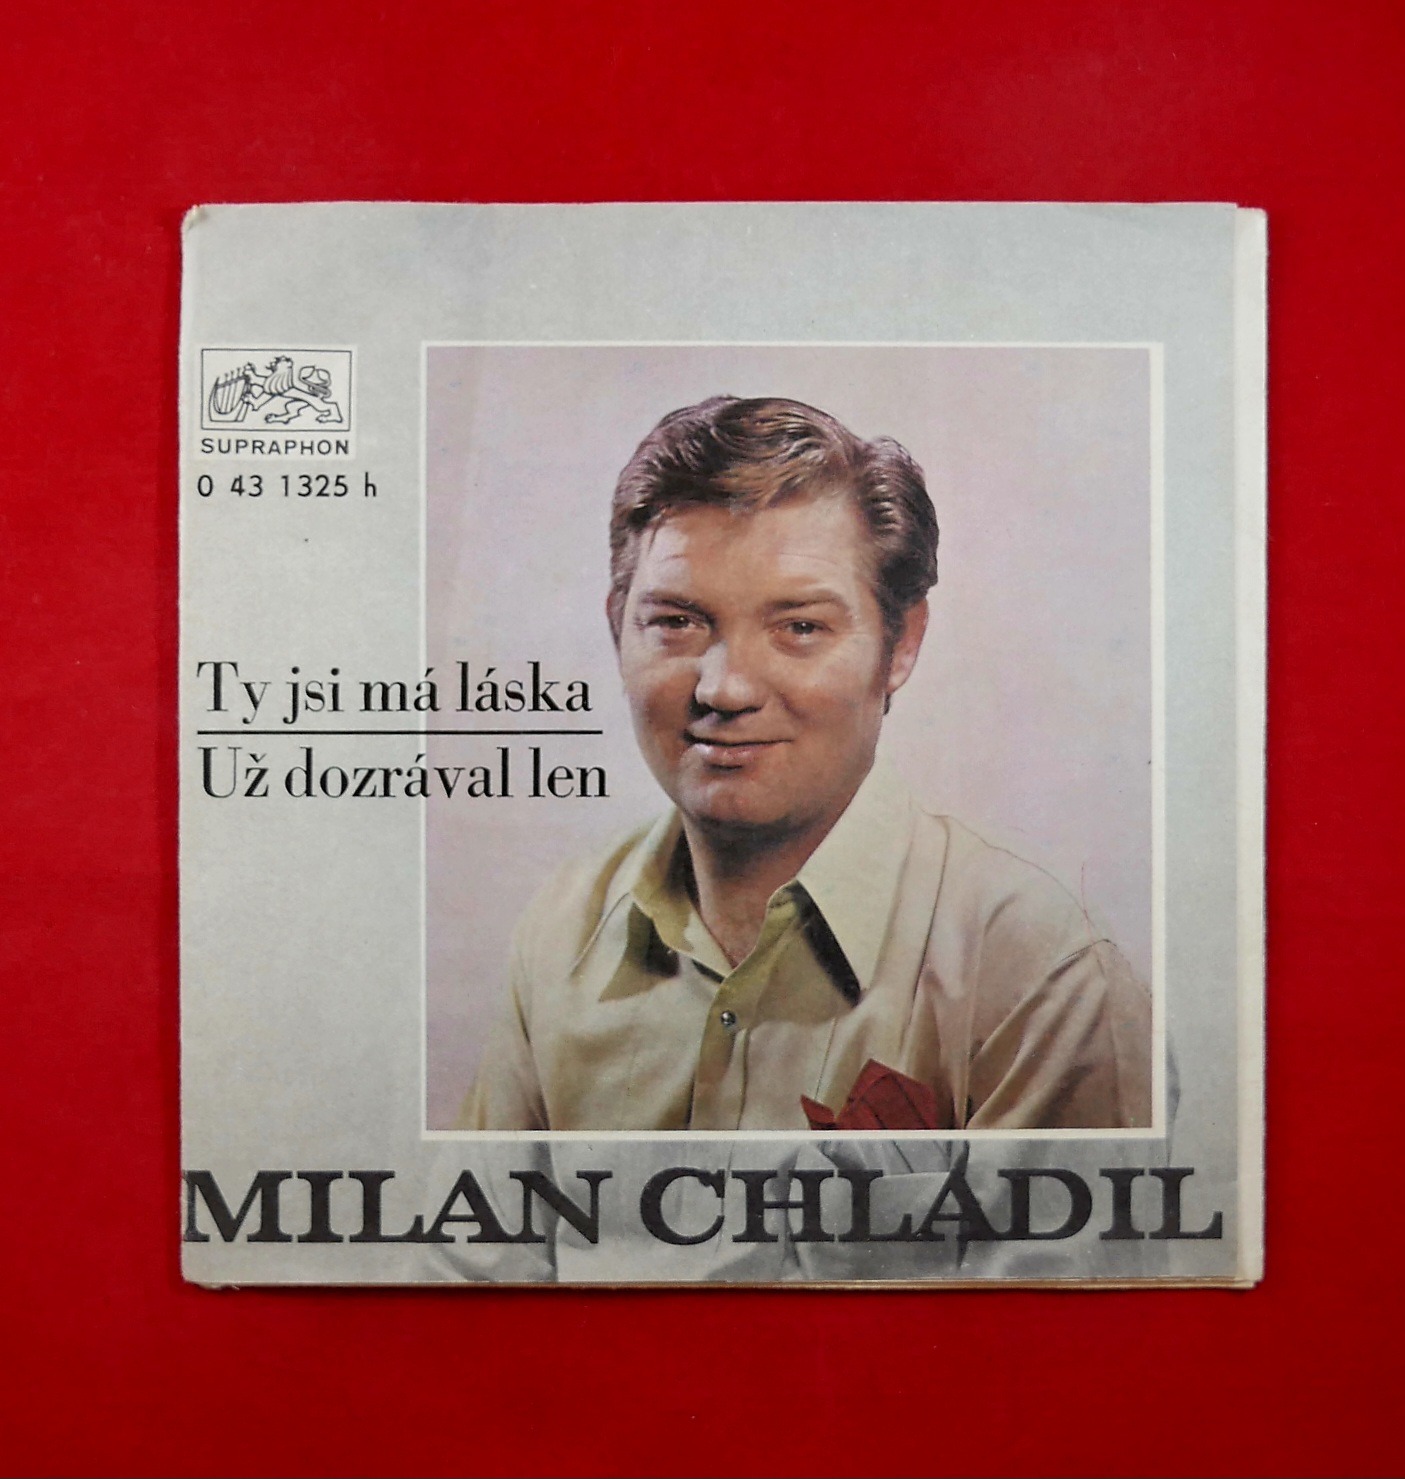 SUPRAPHON
0 43 1325 h
Ty jsi má láska
Už dozrával len
MILAN CHLADIL